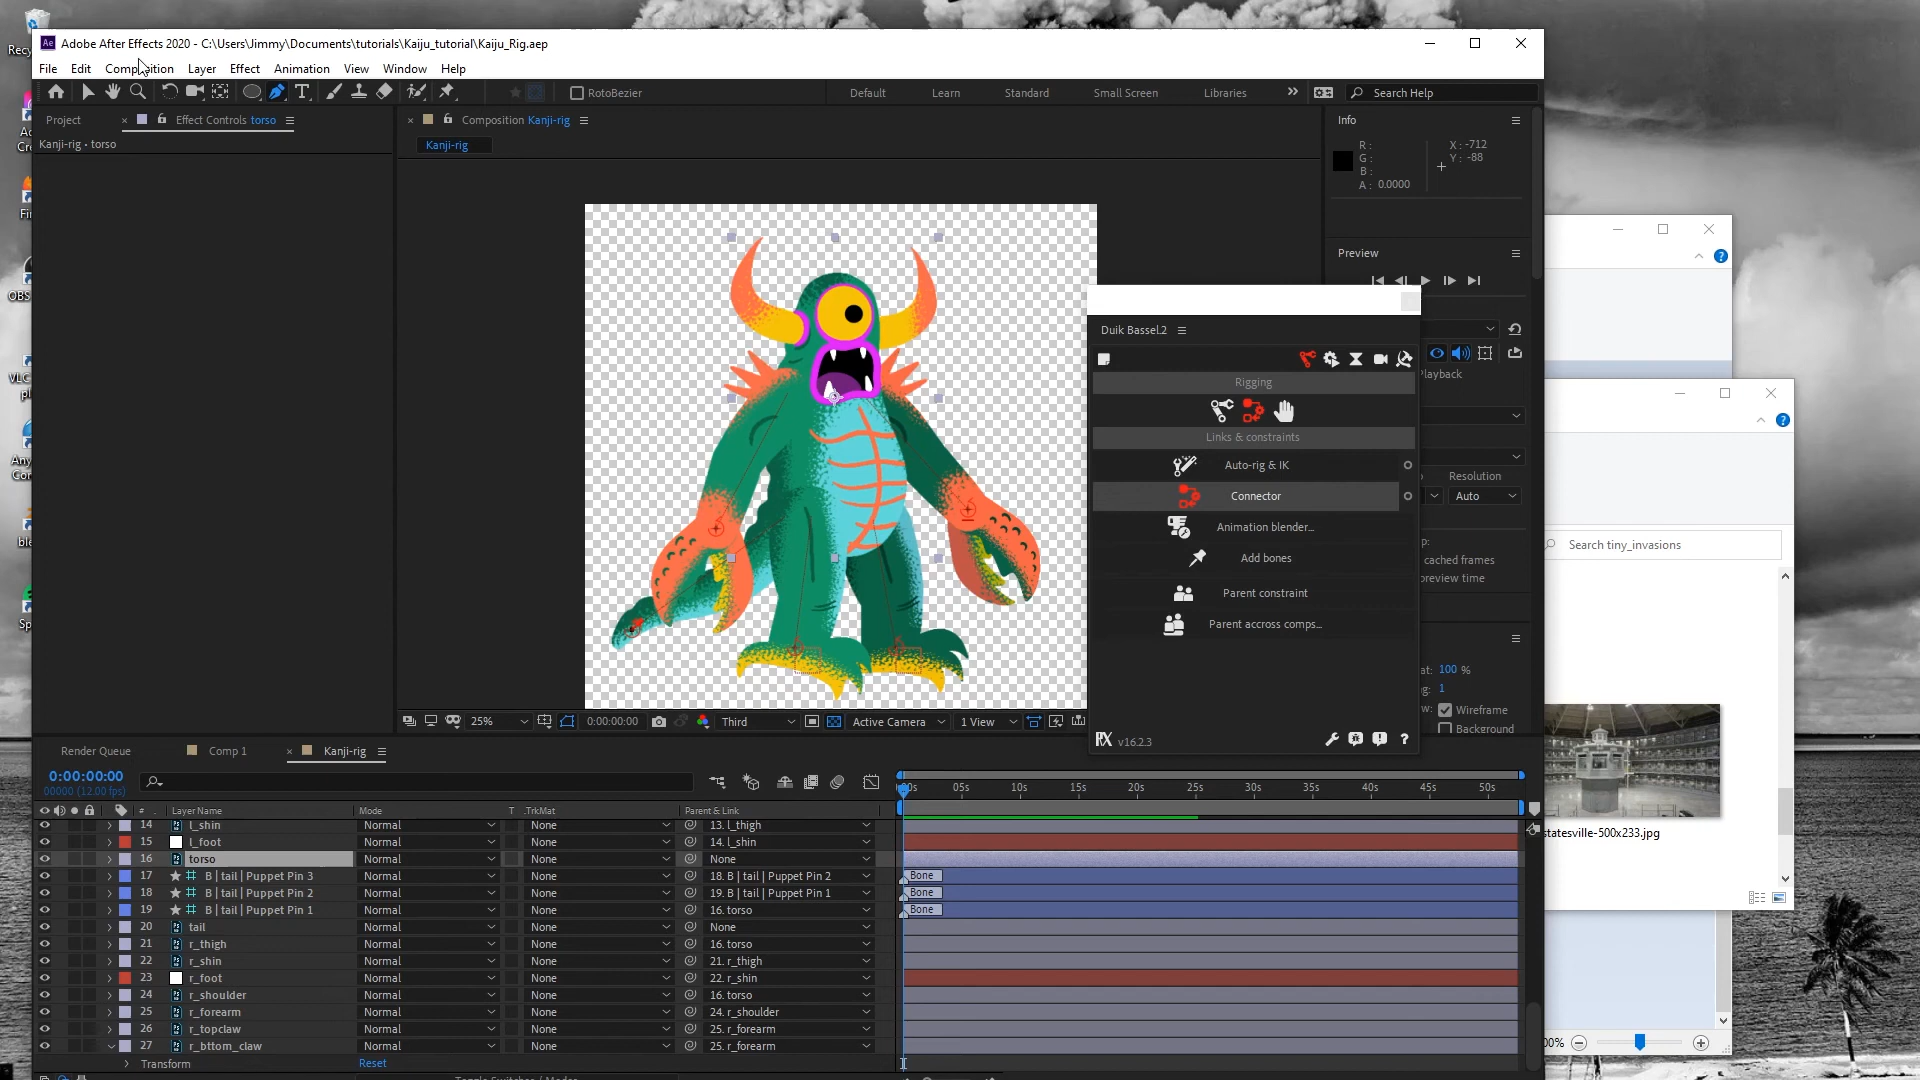 Adobe After Effects 2020 - C:\Users\Jimmy\Documents\tutorials\Kaiju_tutorial\Kaiju_Rig.aep
File Edit Composition Layer Effect Animation View Window Help
RotoBezier Default Learn Standard Small Screen Libraries » Search Help
Project × Effect Controls torso
Kanji-rig • torso
× Composition Kanji-rig
Kanji-rig
Info
R :
G :
B :
A : 0.0000
X : -712
Y : -88
Preview
Duik Bassel.2
Rigging
Links & constraints
Auto-rig & IK
Connector
Animation blender...
Add bones
Parent constraint
Parent accross comps...
v16.2.3
Resolution
Auto
cached frames
preview time
100 %
1
Wireframe
Background
25% 0:00:00:00 Third Active Camera 1 View
Render Queue Comp 1 × Kanji-rig
0:00:00:00
00000 (12.00 fps)
# Layer Name Mode T .TrkMat Parent & Link
05s 10s 15s 20s 25s 30s 35s 40s 45s 50s
14 l_shin Normal None 13. l_thigh
15 l_foot Normal None 14. l_shin
16 torso Normal None None
17 B | tail | Puppet Pin 3 Normal None 18. B | tail | Puppet Pin 2 Bone
18 B | tail | Puppet Pin 2 Normal None 19. B | tail | Puppet Pin 1 Bone
19 B | tail | Puppet Pin 1 Normal None 16. torso Bone
20 tail Normal None None
21 r_thigh Normal None 16. torso
22 r_shin Normal None 21. r_thigh
23 r_foot Normal None 22. r_shin
24 r_shoulder Normal None 16. torso
25 r_forearm Normal None 24. r_shoulder
26 r_topclaw Normal None 25. r_forearm
27 r_bttom_claw Normal None 25. r_forearm
Transform Reset
Search tiny_invasions
statesville-500x233.jpg